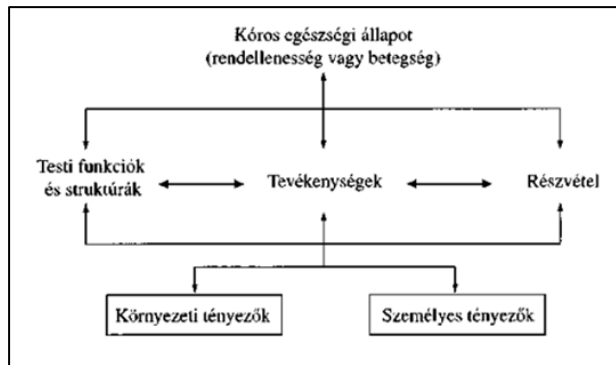 Kóros egészségi állapot
(rendellenesség vagy betegség)
Testi funkciók
és struktúrák
Tevékenységek
Részvétel
Környezeti tényezők
Személyes tényezők